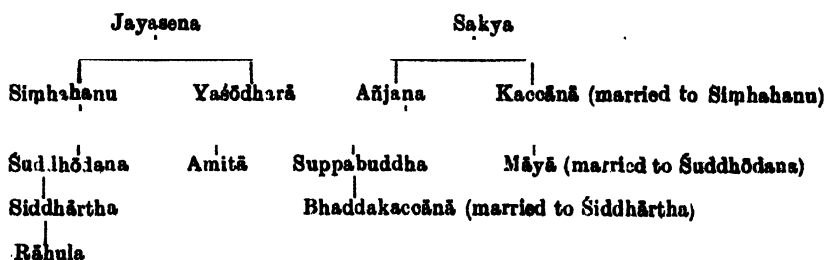 Jayasena Sakya
Siṃhahanu Yaśōdharā Añjana Kaccānā (married to Siṃhahanu)
Śuddhōdana Amitā Suppabuddha Māyā (married to Śuddhōdana)
Siddhārtha Bhaddakaccānā (married to Śiddhārtha)
Rāhula